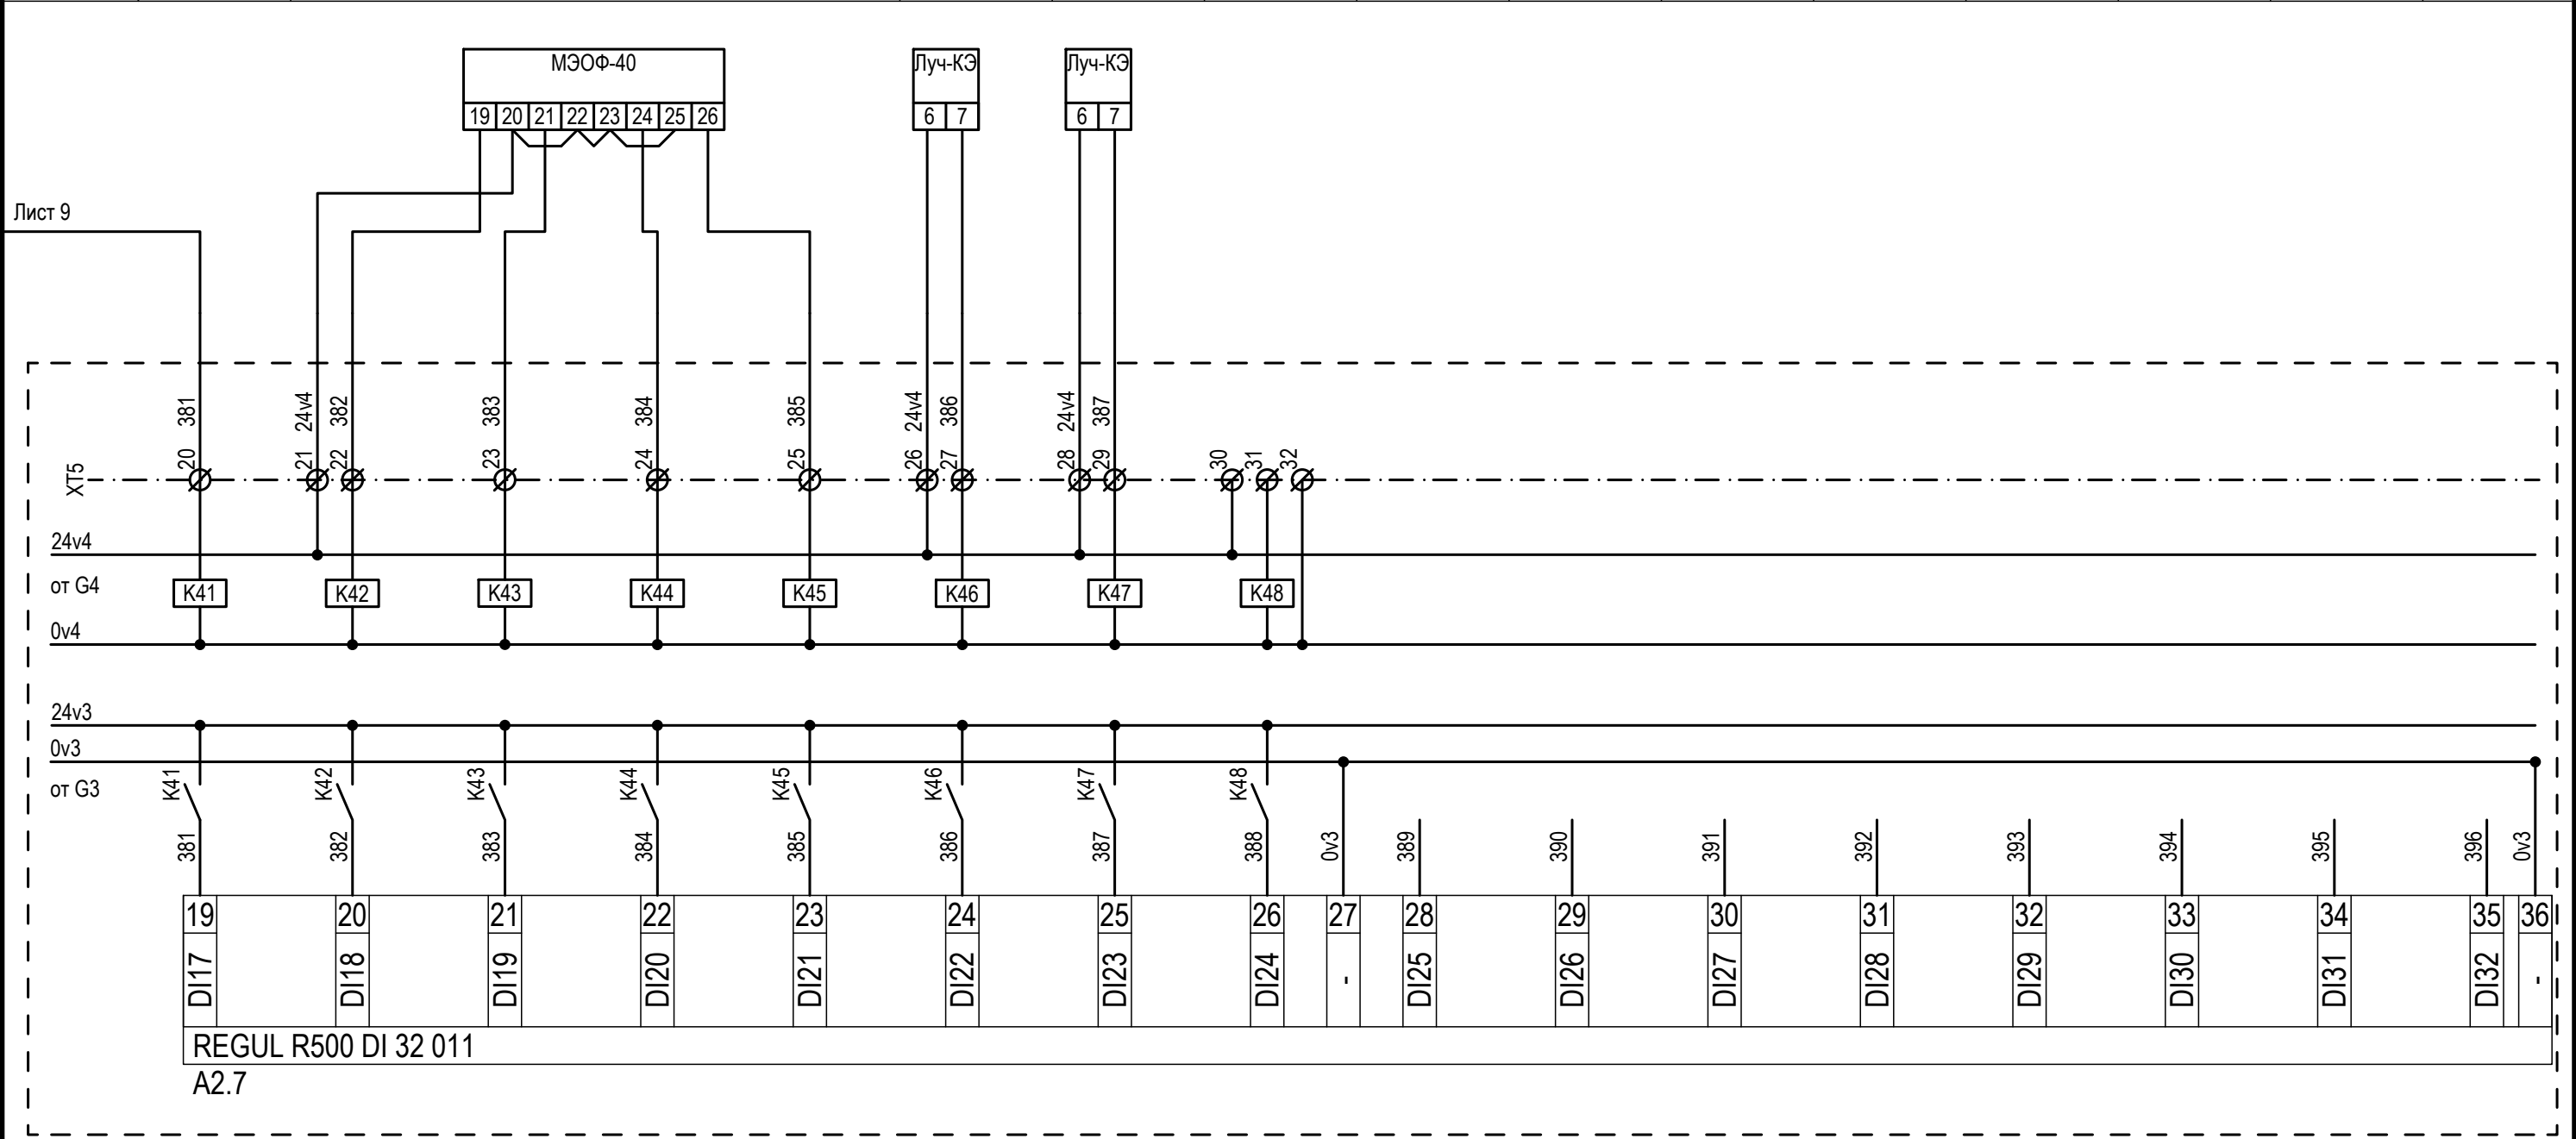 МЭОФ-40 Луч-КЭ Луч-КЭ
19 20 21 22 23 24 25 26 6 7 6 7
Лист 9
381 24v4 382 383 384 385 24v4 386 24v4 387
XT5 20 21 22 23 24 25 26 27 28 29 30 31 32
24v4
от G4 K41 K42 K43 K44 K45 K46 K47 K48
0v4
24v3
0v3
от G3 K41 K42 K43 K44 K45 K46 K47 K48
381 382 383 384 385 386 387 388 0v3 389 390 391 392 393 394 395 396 0v3
19 20 21 22 23 24 25 26 27 28 29 30 31 32 33 34 35 36
DI17 DI18 DI19 DI20 DI21 DI22 DI23 DI24 - DI25 DI26 DI27 DI28 DI29 DI30 DI31 DI32 -
REGUL R500 DI 32 011
A2.7